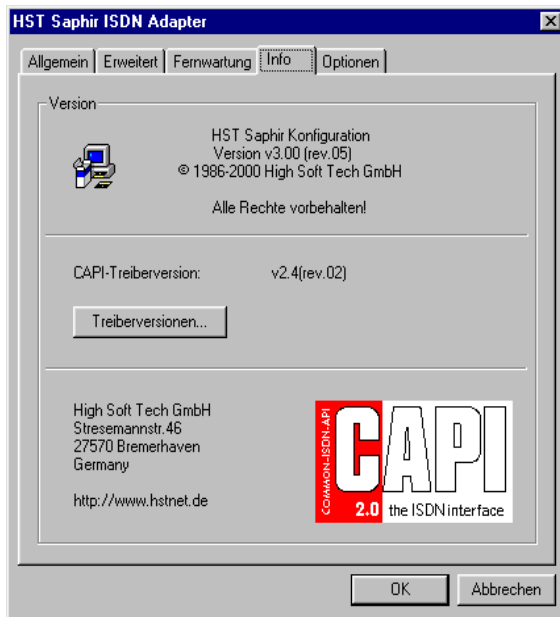 HST Saphir ISDN Adapter
Allgemein Erweitert Fernwartung Info Optionen
Version
HST Saphir Konfiguration
Version v3.00 (rev.05)
© 1986-2000 High Soft Tech GmbH
Alle Rechte vorbehalten!
CAPI-Treiberversion: v2.4(rev.02)
Treiberversionen...
High Soft Tech GmbH
Stresemannstr.46
27570 Bremerhaven
Germany
http://www.hstnet.de
COMMON-ISDN-API
CAPI
2.0 the ISDN interface
OK Abbrechen